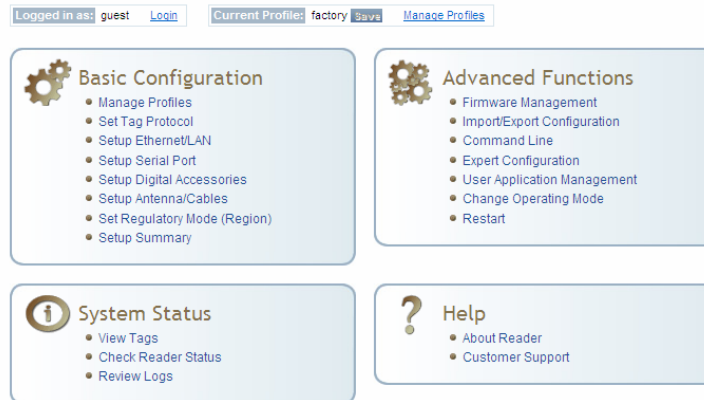 Logged in as: guest Login Current Profile: factory Save Manage Profiles
Basic Configuration
Manage Profiles
Set Tag Protocol
Setup Ethernet/LAN
Setup Serial Port
Setup Digital Accessories
Setup Antenna/Cables
Set Regulatory Mode (Region)
Setup Summary
Advanced Functions
Firmware Management
Import/Export Configuration
Command Line
Expert Configuration
User Application Management
Change Operating Mode
Restart
System Status
View Tags
Check Reader Status
Review Logs
Help
About Reader
Customer Support